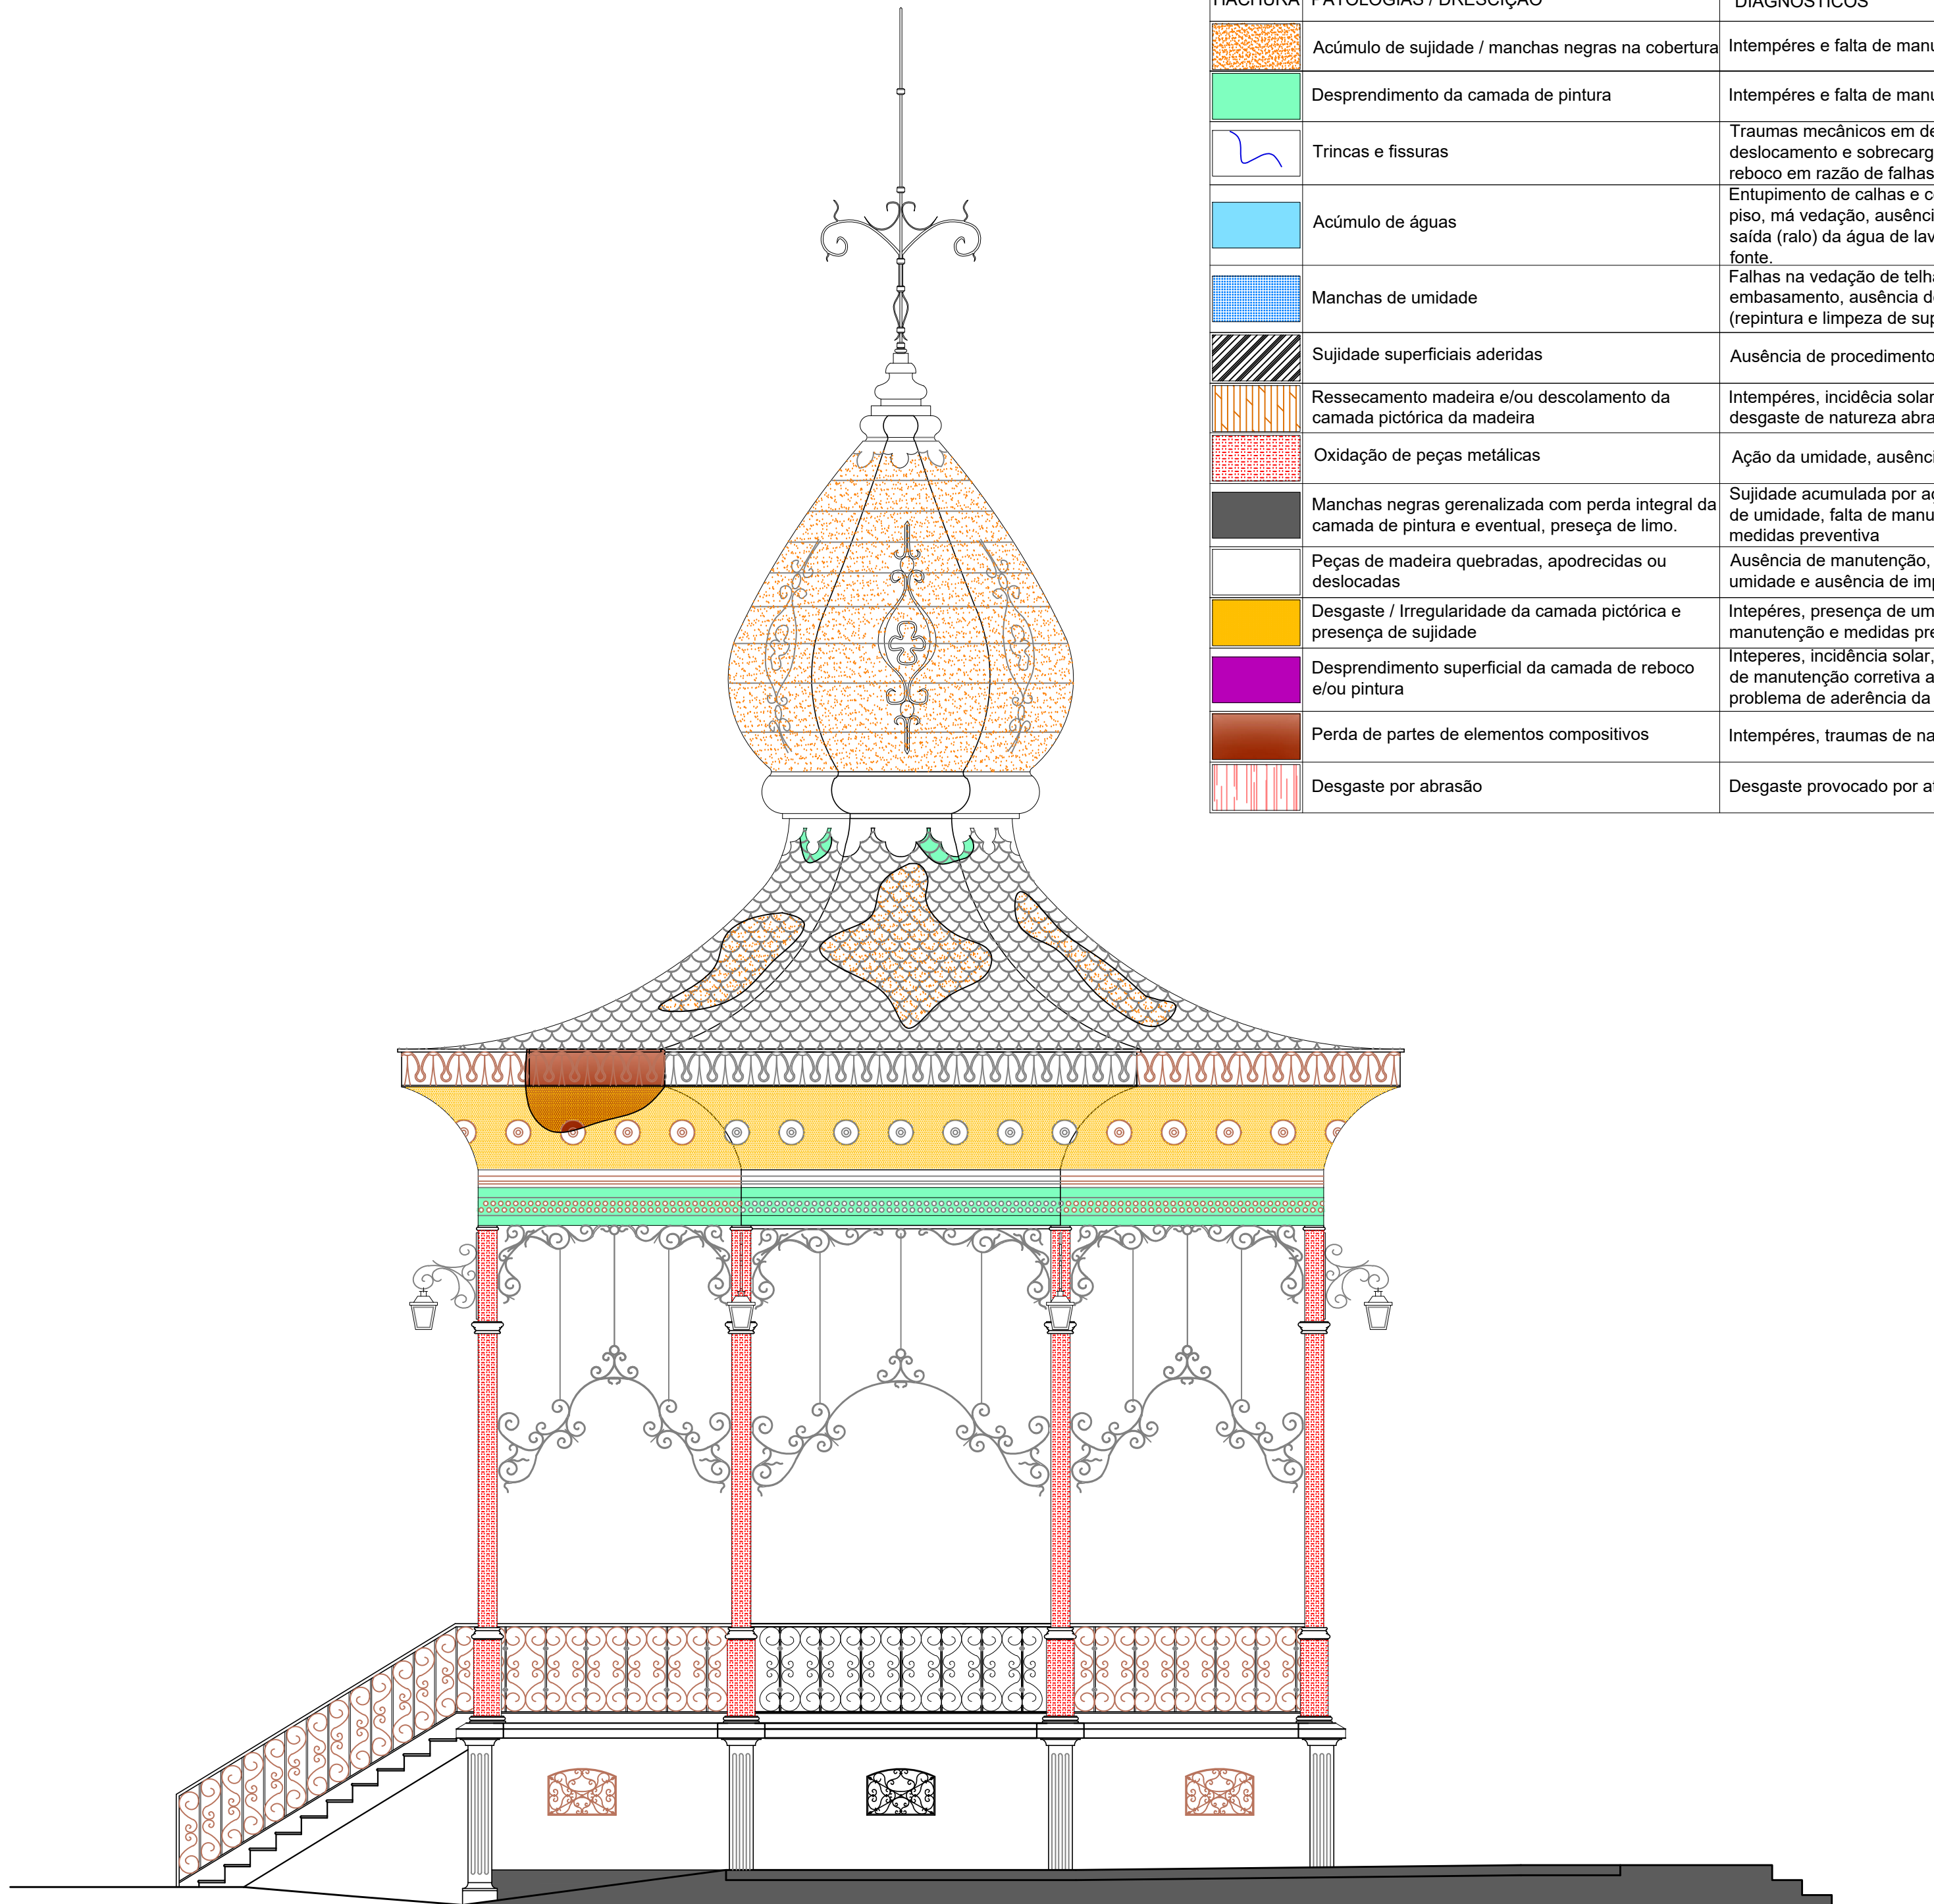 HACHURA PATOLOGIAS / DRESCIÇÃO DIAGNÓSTICOS
Acúmulo de sujidade / manchas negras na cobertura
Intempéres e falta de manu
Desprendimento da camada de pintura
Intempéres e falta de manu
Trincas e fissuras
Traumas mecânicos em de
deslocamento e sobrecarg
reboco em razão de falhas
Acúmulo de águas
Entupimento de calhas e c
piso, má vedação, ausênci
saída (ralo) da água de lav
fonte.
Manchas de umidade
Falhas na vedação de telha
embasamento, ausência de
(repintura e limpeza de sup
Sujidade superficiais aderidas
Ausência de procedimento
Ressecamento madeira e/ou descolamento da
camada pictórica da madeira
Intempéres, incidêcia solar
desgaste de natureza abra
Oxidação de peças metálicas
Ação da umidade, ausênci
Manchas negras gerenalizada com perda integral da
camada de pintura e eventual, preseça de limo.
Sujidade acumulada por aç
de umidade, falta de manu
medidas preventiva
Peças de madeira quebradas, apodrecidas ou
deslocadas
Ausência de manutenção,
umidade e ausência de imp
Desgaste / Irregularidade da camada pictórica e
presença de sujidade
Intepéres, presença de um
manutenção e medidas pre
Desprendimento superficial da camada de reboco
e/ou pintura
Inteperes, incidência solar,
de manutenção corretiva a
problema de aderência da
Perda de partes de elementos compositivos
Intempéres, traumas de na
Desgaste por abrasão
Desgaste provocado por at